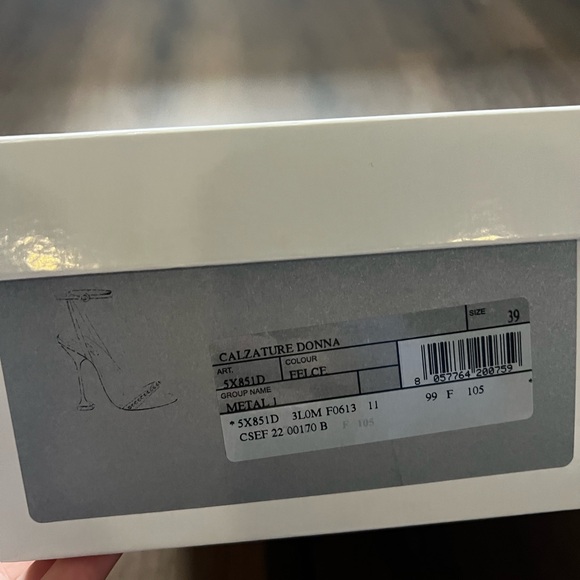 SIZE 39
CALZATURE DONNA
ART. COLOUR
5X851D FELCE
GROUP NAME
METAL 1
8 057764 200759
* 5X851D 3L0M F0613 11 99 F 105
CSEF 22 00170 B F 105